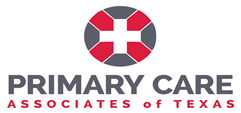 PRIMARY CARE
ASSOCIATES of TEXAS